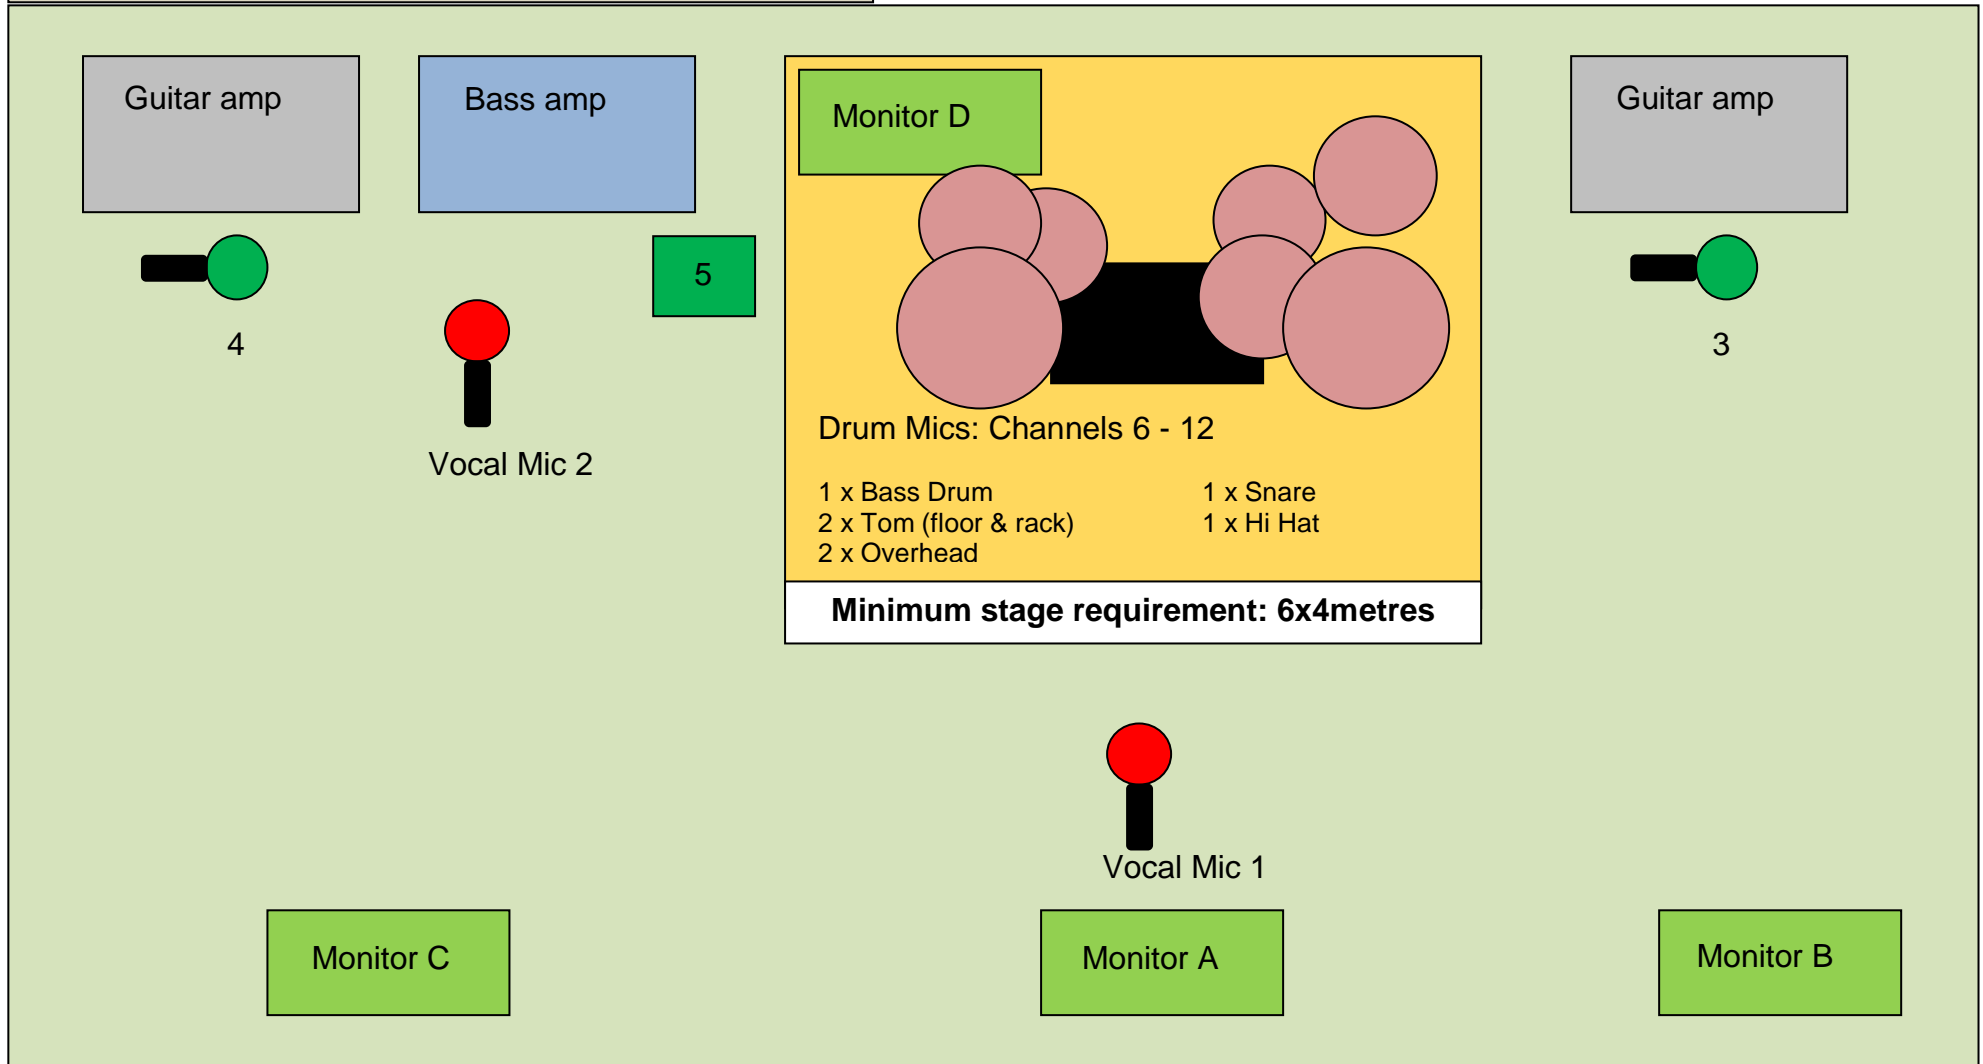 Guitar amp
Bass amp
Monitor D
Guitar amp
5
4
3
Vocal Mic 2
Drum Mics: Channels 6 - 12
1 x Bass Drum
1 x Snare
2 x Tom (floor & rack)
1 x Hi Hat
2 x Overhead
Minimum stage requirement: 6x4metres
Vocal Mic 1
Monitor C
Monitor A
Monitor B